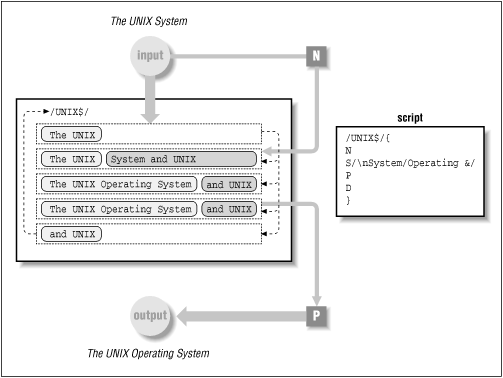 The UNIX System
input
N
/UNIX$/
The UNIX
The UNIX System and UNIX
The UNIX Operating System and UNIX
The UNIX Operating System and UNIX
and UNIX
script
/UNIX$/{
N
S/\nSystem/Operating &/
P
D
}
output
P
The UNIX Operating System